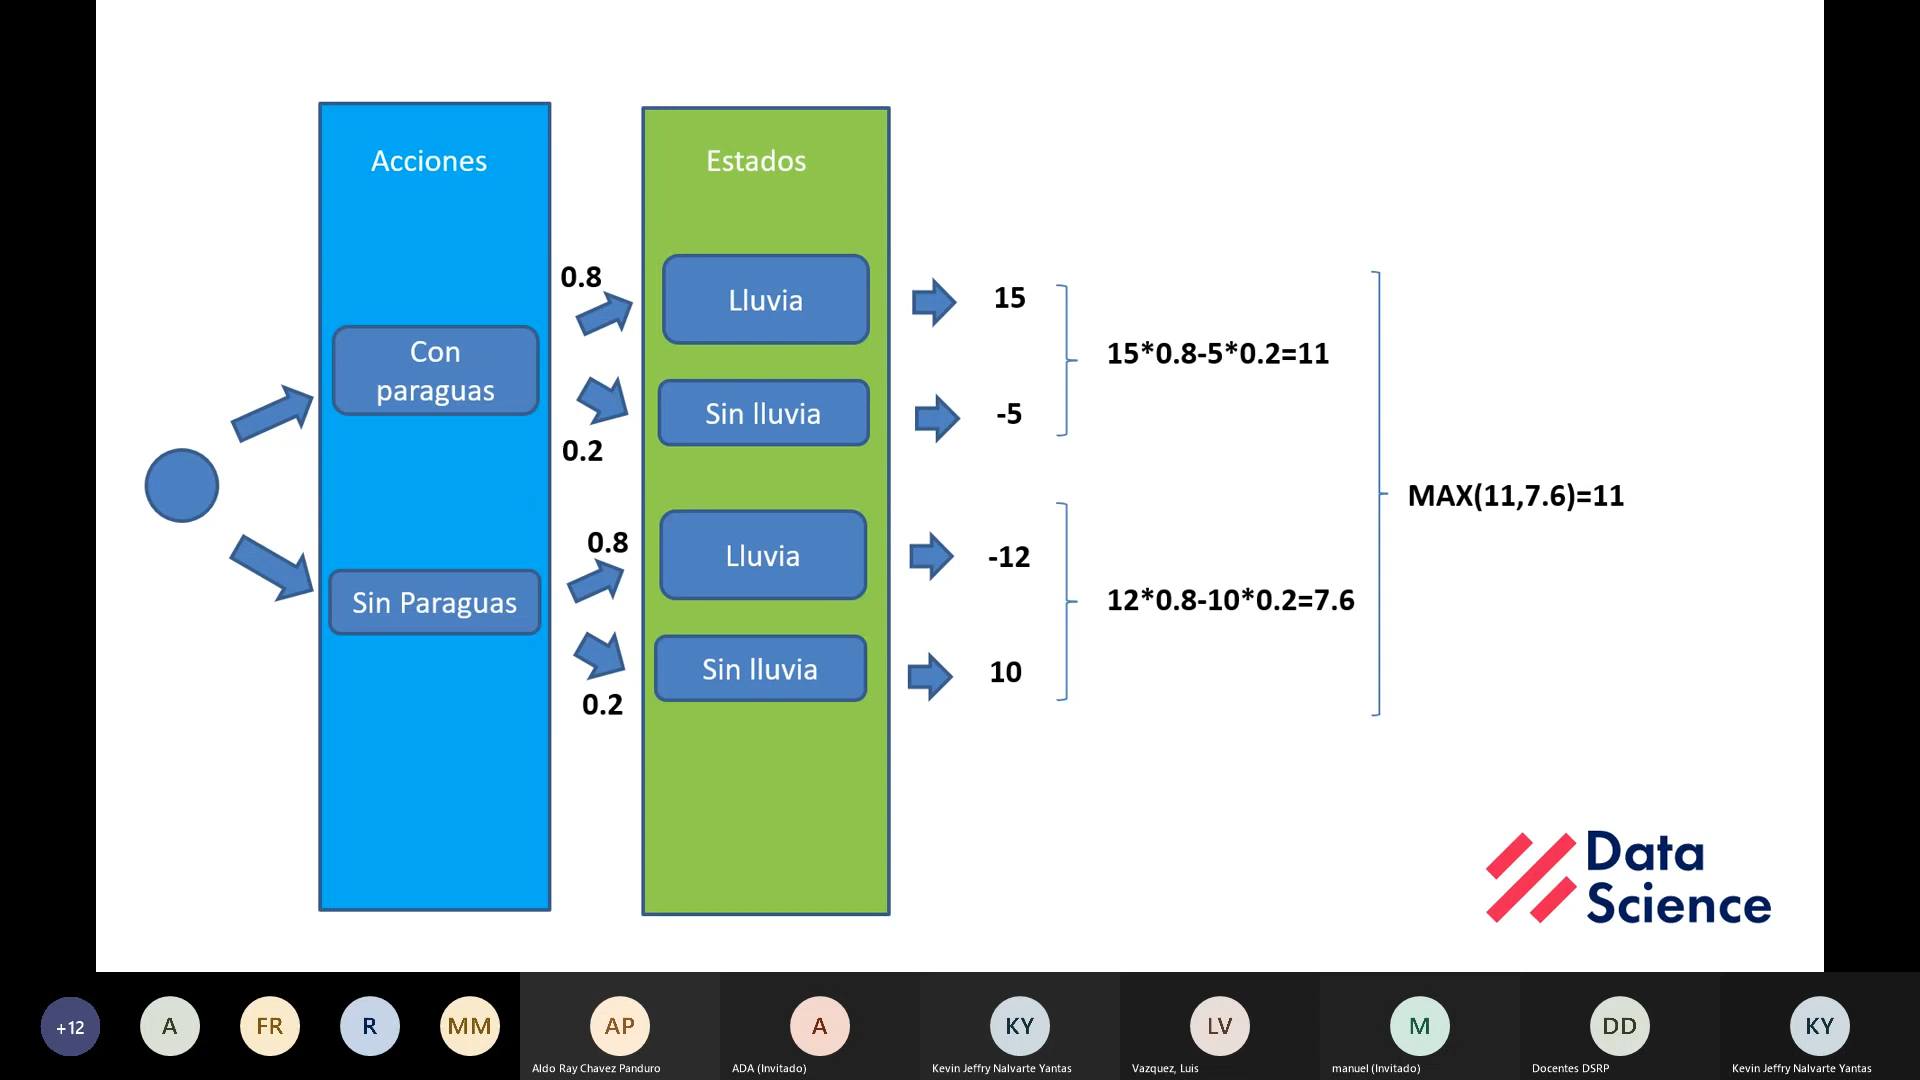 Acciones
Estados
0.8
Lluvia
15
Con
paraguas
15*0.8-5*0.2=11
Sin lluvia
-5
0.2
MAX(11,7.6)=11
0.8
Lluvia
-12
Sin Paraguas
12*0.8-10*0.2=7.6
Sin lluvia
10
0.2
Data
Science
+12
A
FR
R
MM
AP
A
KY
LV
M
DD
KY
Aldo Ray Chavez Panduro
ADA (Invitado)
Kevin Jeffry Nalvarte Yantas
Vazquez, Luis
manuel (Invitado)
Docentes DSRP
Kevin Jeffry Nalvarte Yantas